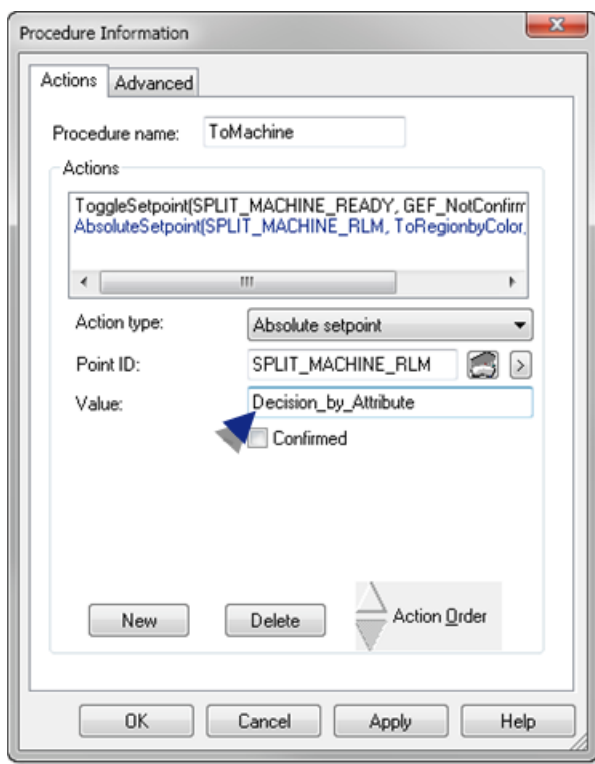 Procedure Information
Actions Advanced
Procedure name: ToMachine
Actions
ToggleSetpoint(SPLIT_MACHINE_READY, GEF_NotConfirm
AbsoluteSetpoint(SPLIT_MACHINE_RLM, ToRegionbyColor,
Action type: Absolute setpoint
Point ID: SPLIT_MACHINE_RLM >
Value: Decision_by_Attribute
Confirmed
New Delete Action Order
OK Cancel Apply Help